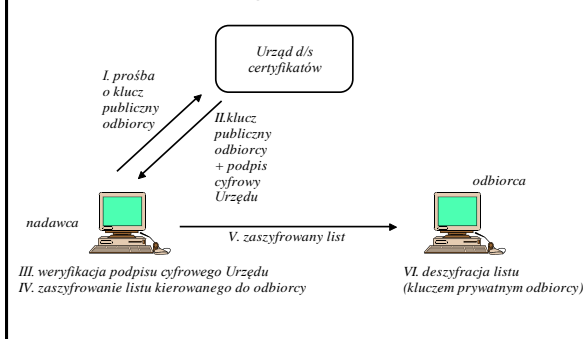 Urząd d/s
certyfikatów
I. prośba
o klucz
publiczny
odbiorcy
II.klucz
publiczny
odbiorcy
+ podpis
cyfrowy
Urzędu
odbiorca
nadawca
V. zaszyfrowany list
III. weryfikacja podpisu cyfrowego Urzędu
IV. zaszyfrowanie listu kierowanego do odbiorcy
VI. deszyfracja listu
(kluczem prywatnym odbiorcy)